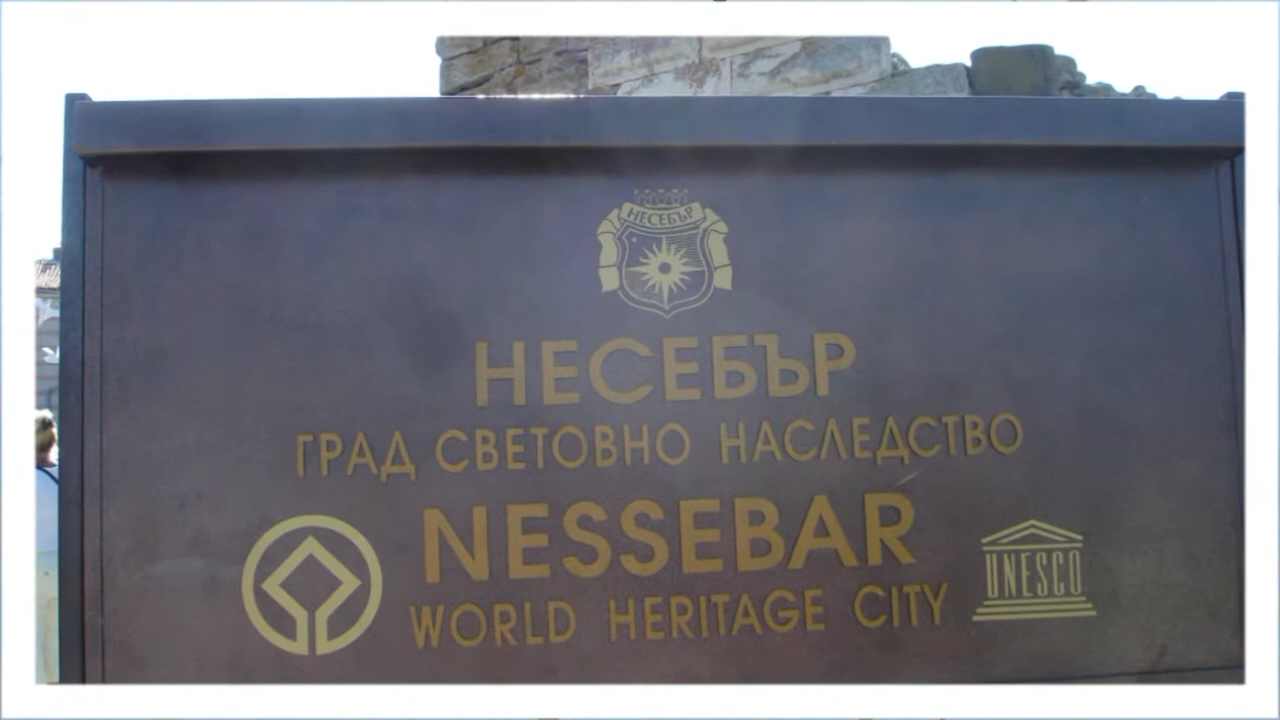 НЕСЕБЪР
НЕСЕБЪР
ГРАД СВЕТОВНО НАСЛЕДСТВО
NESSEBAR
WORLD HERITAGE CITY
UNESCO